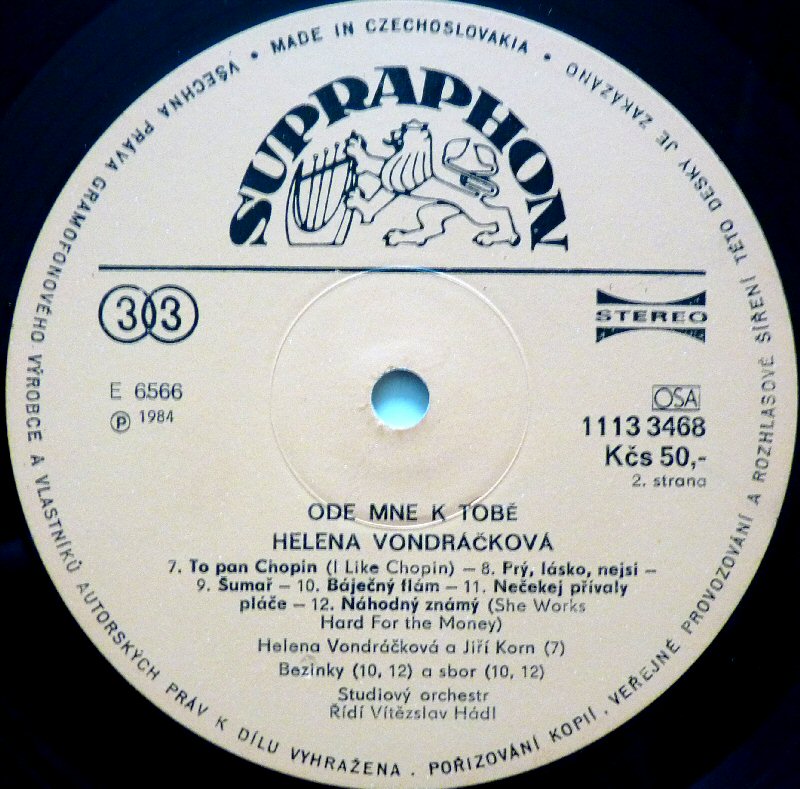 VŠECHNA PRÁVA GRAMOFONOVÉHO VÝROBCE A VLASTNÍKŮ AUTORSKÝCH PRÁV K DÍLU VYHRAŽENA . POŘIZOVÁNÍ KOPIÍ . VEŘEJNÉ PROVOZOVÁNÍ A ROZHLASOVÉ ŠÍŘENÍ TÉTO DESKY JE ZAKÁZÁNO
• MADE IN CZECHOSLOVAKIA •
SUPRAPHON
33
STEREO
E 6566
Ⓟ 1984
OSA
1113 3468
Kčs 50,-
2. strana
ODE MNE K TOBĚ
HELENA VONDRÁČKOVÁ
7. To pan Chopin (I Like Chopin) – 8. Prý, lásko, nejsi –
9. Šumař – 10. Báječný flám – 11. Nečekej přívaly
pláče – 12. Náhodný známý (She Works
Hard For the Money)
Helena Vondráčková a Jiří Korn (7)
Bezinky (10, 12) a sbor (10, 12)
Studiový orchestr
Řídí Vítězslav Hádl